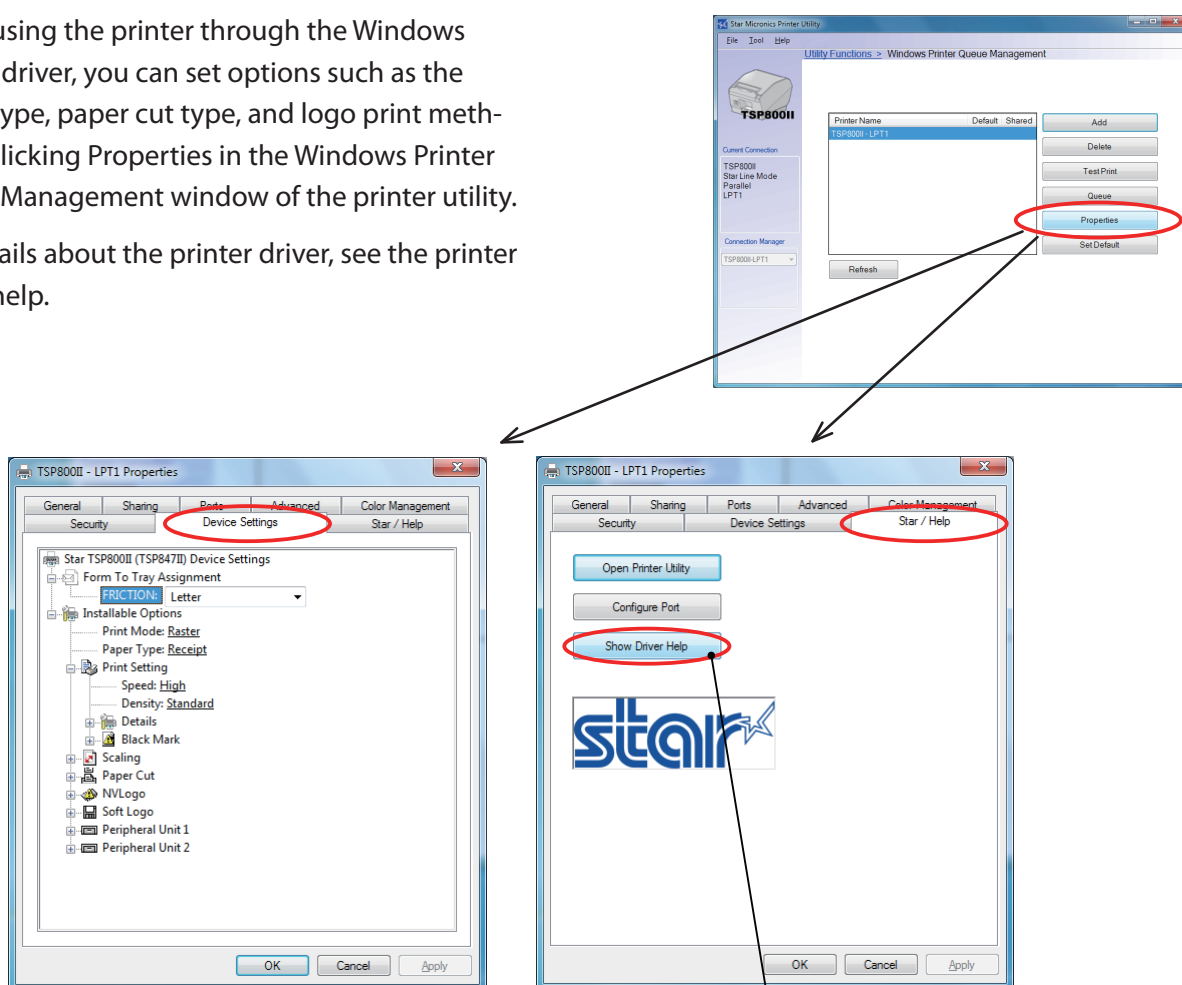 using the printer through the Windows
driver, you can set options such as the
ype, paper cut type, and logo print meth-
licking Properties in the Windows Printer
Management window of the printer utility.
ails about the printer driver, see the printer
help.
Star Micronics Printer Utility
File Tool Help
Utility Functions > Windows Printer Queue Management
TSP800II
Current Connection
TSP800II
Star Line Mode
Parallel
LPT1
Connection Manager
TSP800II-LPT1
Printer Name Default Shared
TSP800II - LPT1
Add
Delete
Test Print
Queue
Properties
Set Default
Refresh
TSP800II - LPT1 Properties
General Sharing Ports Advanced Color Management
Security Device Settings Star / Help
Star TSP800II (TSP847II) Device Settings
Form To Tray Assignment
FRICTION: Letter
Installable Options
Print Mode: Raster
Paper Type: Receipt
Print Setting
Speed: High
Density: Standard
Details
Black Mark
Scaling
Paper Cut
NVLogo
Soft Logo
Peripheral Unit 1
Peripheral Unit 2
OK Cancel Apply
TSP800II - LPT1 Properties
General Sharing Ports Advanced Color Management
Security Device Settings Star / Help
Open Printer Utility
Configure Port
Show Driver Help
star
OK Cancel Apply